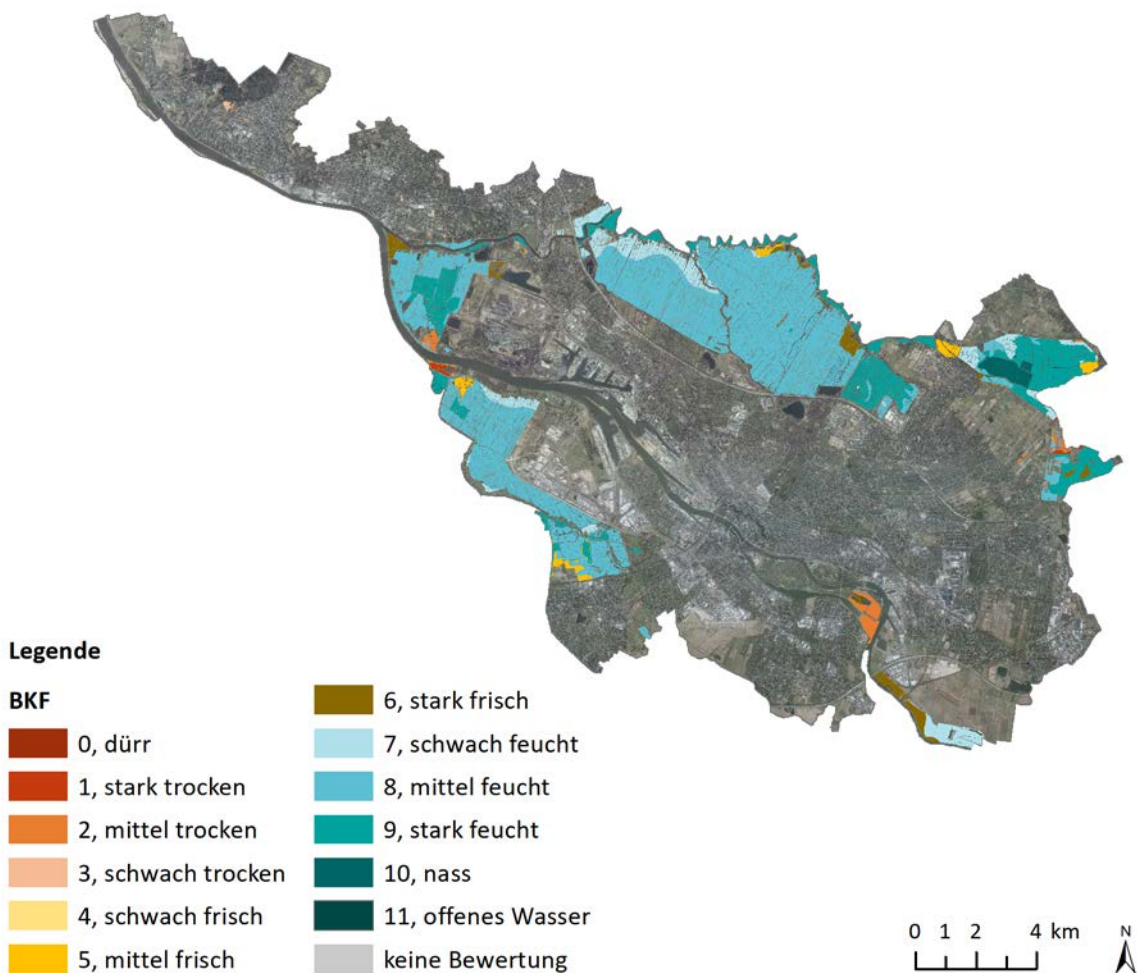 Legende
BKF
0, dürr
1, stark trocken
2, mittel trocken
3, schwach trocken
4, schwach frisch
5, mittel frisch
6, stark frisch
7, schwach feucht
8, mittel feucht
9, stark feucht
10, nass
11, offenes Wasser
keine Bewertung
0 1 2 4 km
N